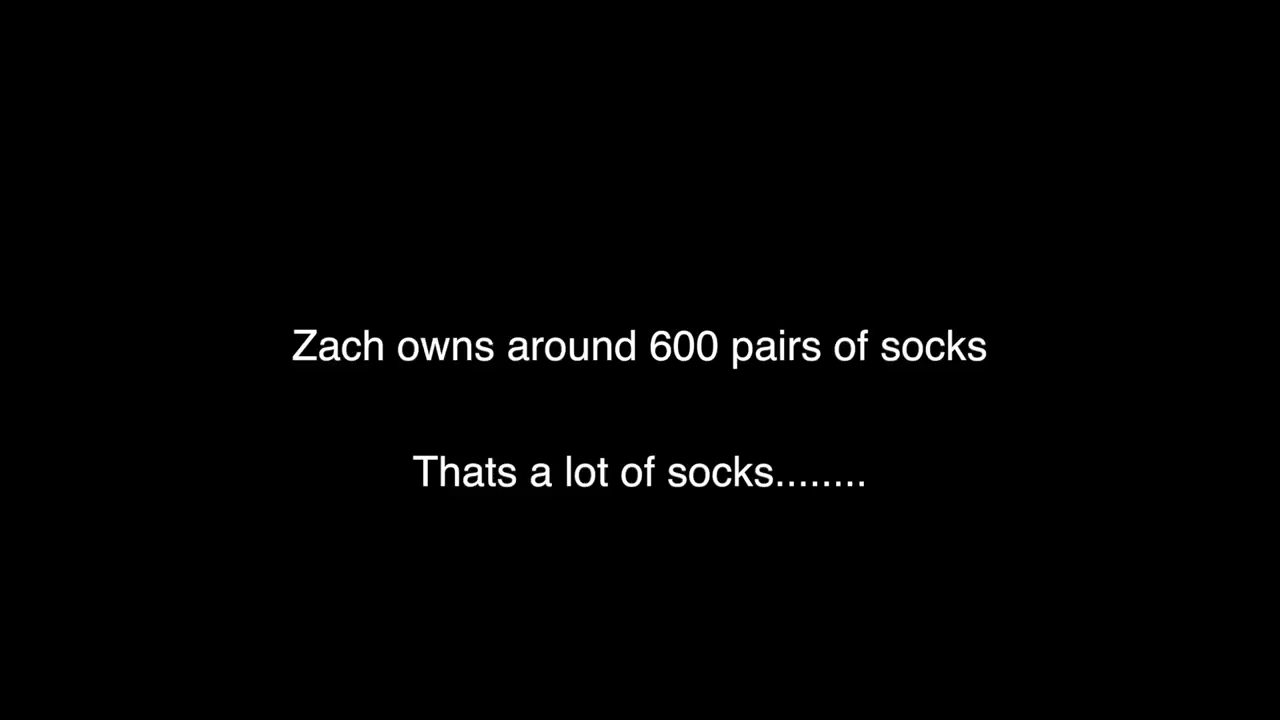 Zach owns around 600 pairs of socks
Thats a lot of socks........